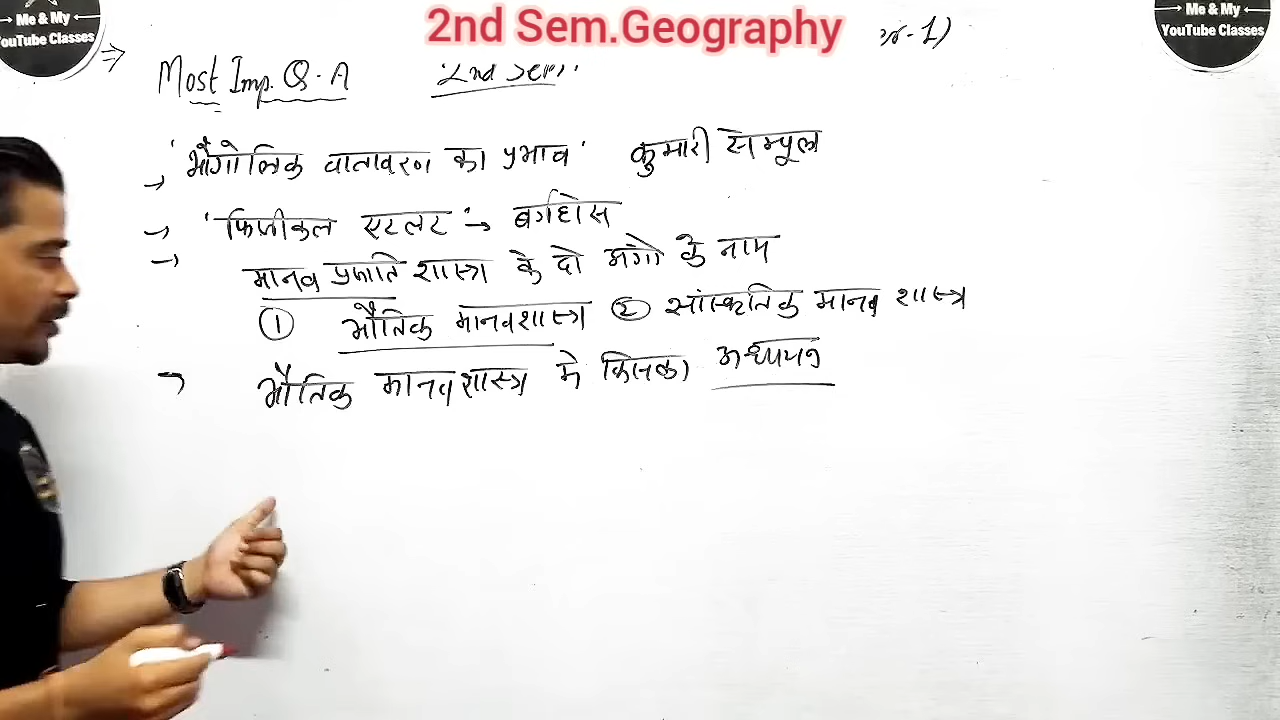 Me & My
YouTube Classes
2nd Sem.Geography
Me & My
YouTube Classes
Most Imp. Q.A 2nd Sem.
'भौगोलिक वातावरण का प्रभाव' कुमारी सेम्पूल
'फिजीकल एटलट' → बर्गहोस
मानव प्रजाति शास्त्र के दो अंगो के नाम
① भौतिक मानवशास्त्र ② सांस्कृतिक मानव शास्त्र
भौतिक मानवशास्त्र मे किसका अध्ययन